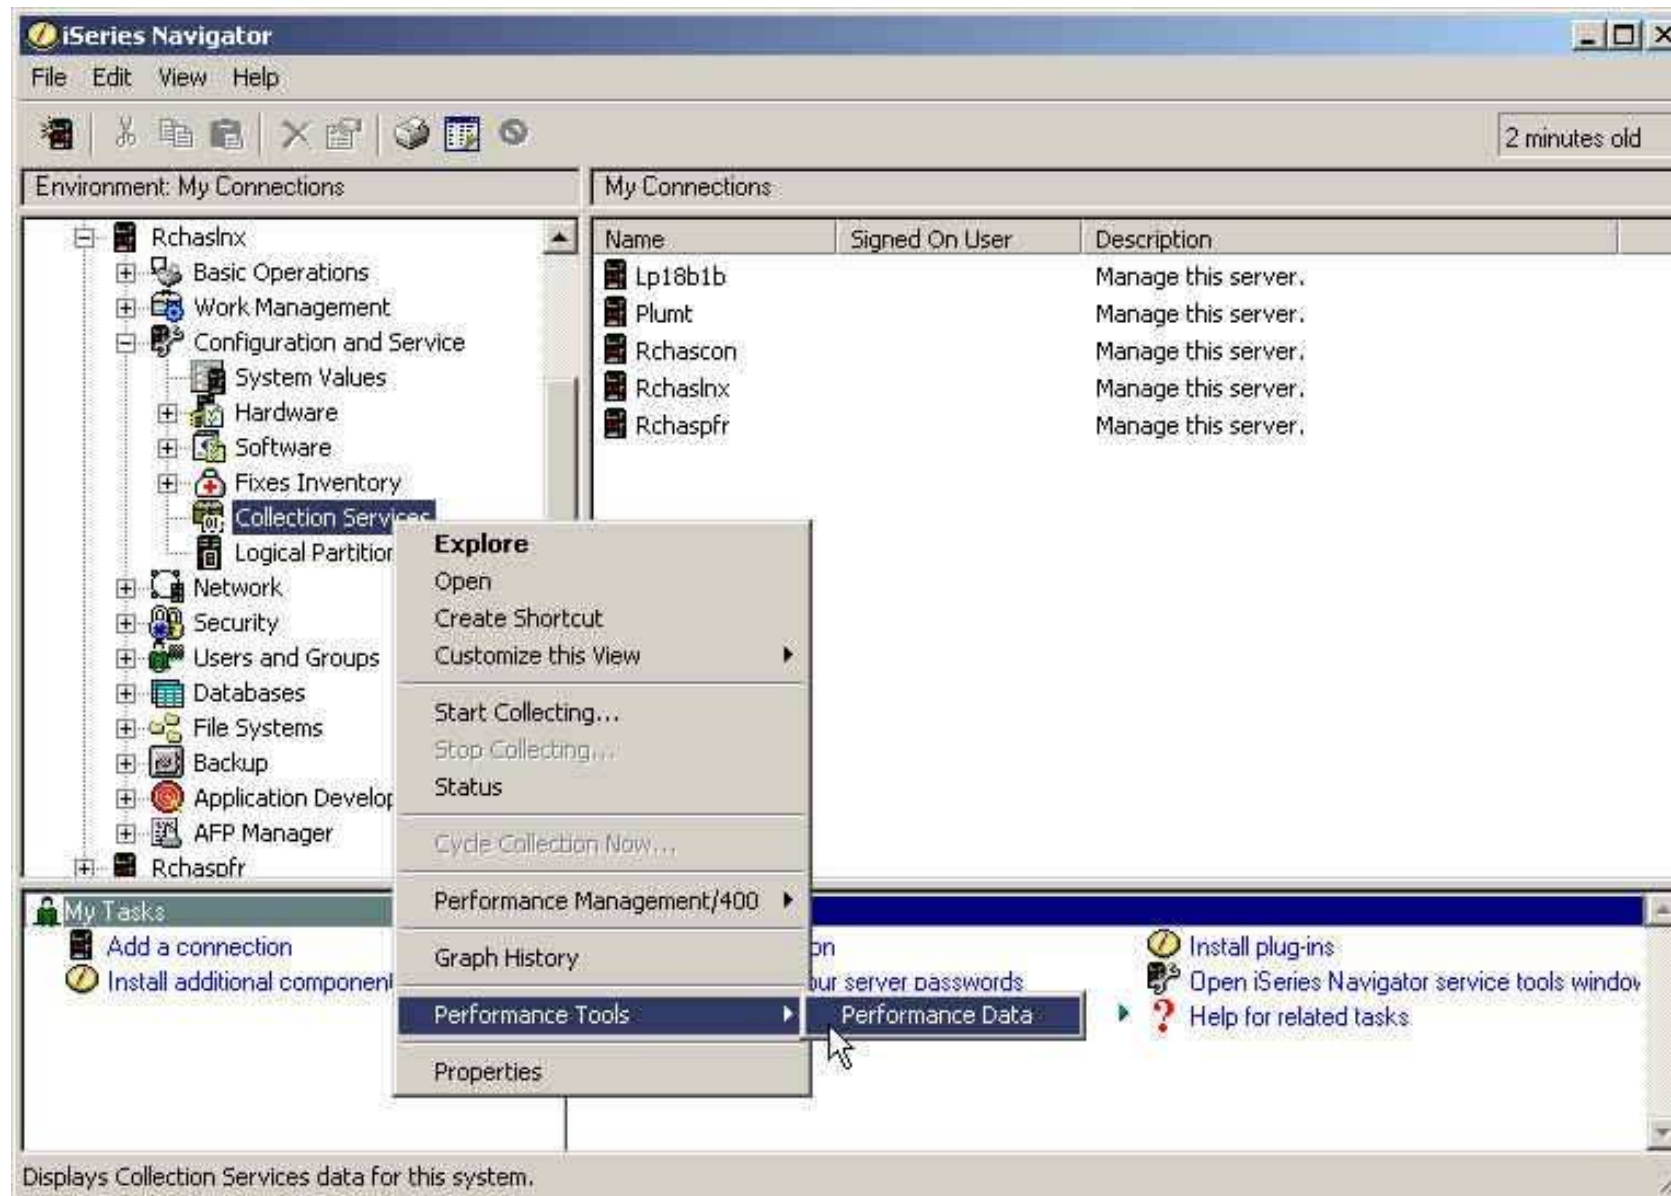 iSeries Navigator
File Edit View Help
2 minutes old
Environment: My Connections
My Connections
Rchaslnx
Basic Operations
Work Management
Configuration and Service
System Values
Hardware
Software
Fixes Inventory
Collection Services
Logical Partition
Network
Security
Users and Groups
Databases
File Systems
Backup
Application Develop
AFP Manager
Rchaspfr
Name Signed On User Description
Lp18b1b Manage this server.
Plumt Manage this server.
Rchascon Manage this server.
Rchaslnx Manage this server.
Rchaspfr Manage this server.
Explore
Open
Create Shortcut
Customize this View
Start Collecting...
Stop Collecting...
Status
Cycle Collection Now...
Performance Management/400
Graph History
Performance Tools
Properties
Performance Data
My Tasks
Add a connection
Install additional component
on
our server passwords
Install plug-ins
Open iSeries Navigator service tools window
Help for related tasks
Displays Collection Services data for this system.